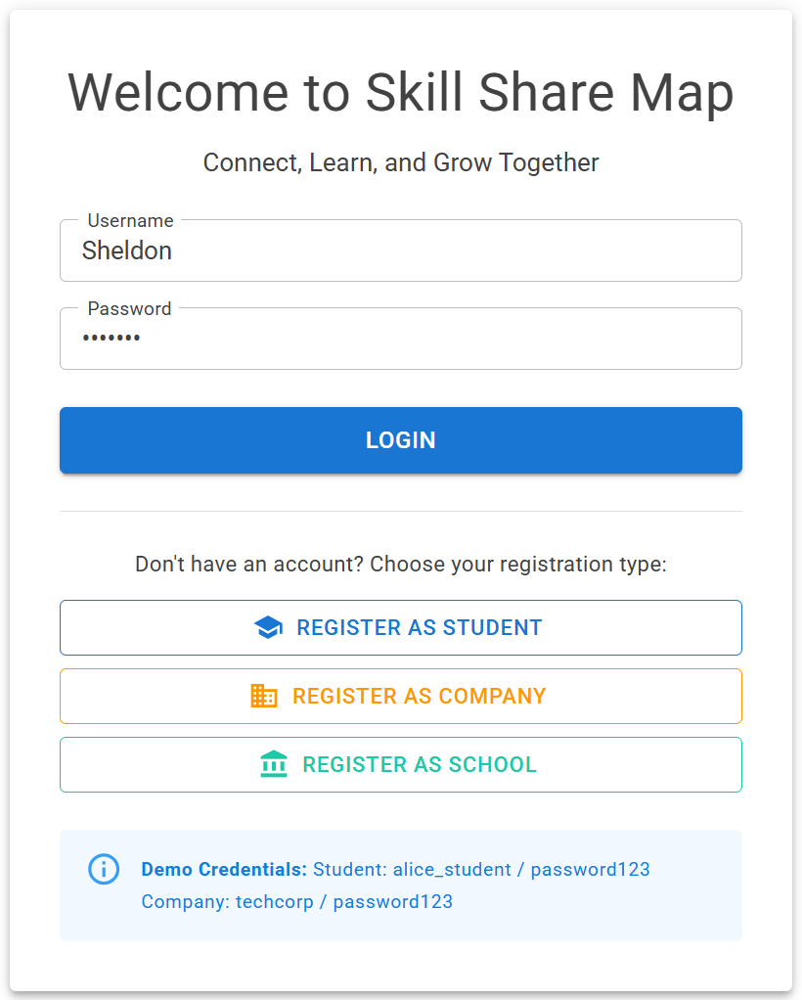 Welcome to Skill Share Map
Connect, Learn, and Grow Together
Username
Sheldon
Password
•••••••
LOGIN
Don't have an account? Choose your registration type:
REGISTER AS STUDENT
REGISTER AS COMPANY
REGISTER AS SCHOOL
Demo Credentials: Student: alice_student / password123
Company: techcorp / password123